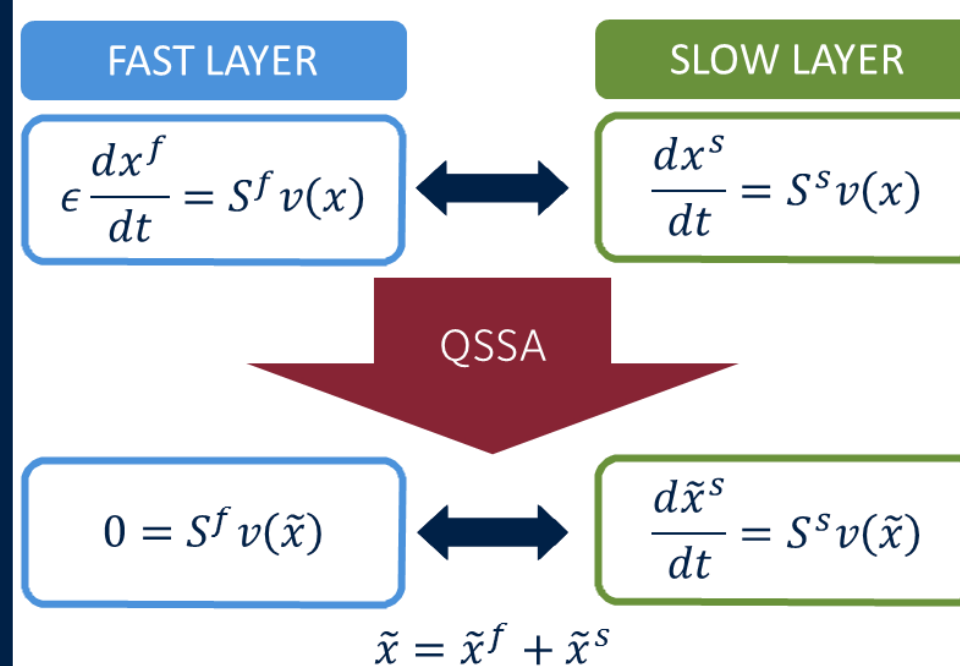 FAST LAYER
SLOW LAYER
ϵ dx^f/dt = S^f v(x)
dx^s/dt = S^s v(x)
QSSA
0 = S^f v(x̃)
dx̃^s/dt = S^s v(x̃)
x̃ = x̃^f + x̃^s